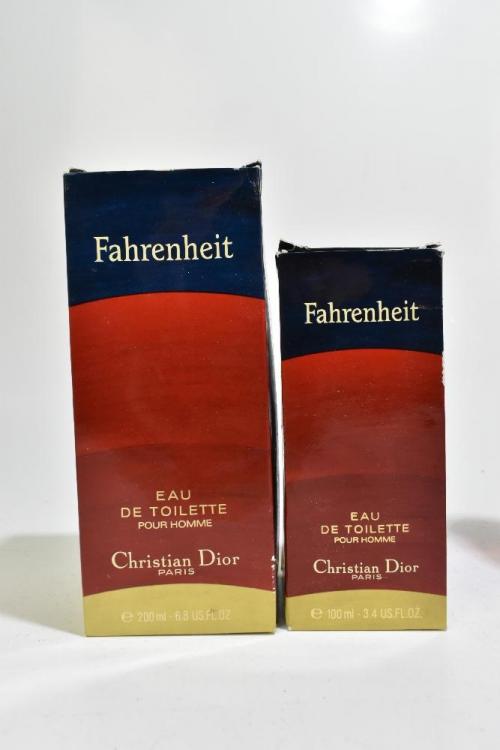 Fahrenheit
EAU
DE TOILETTE
POUR HOMME
Christian Dior
PARIS
℮ 200 ml - 6.8 US.FL.OZ.
Fahrenheit
EAU
DE TOILETTE
POUR HOMME
Christian Dior
PARIS
℮ 100 ml - 3.4 US.FL.OZ.